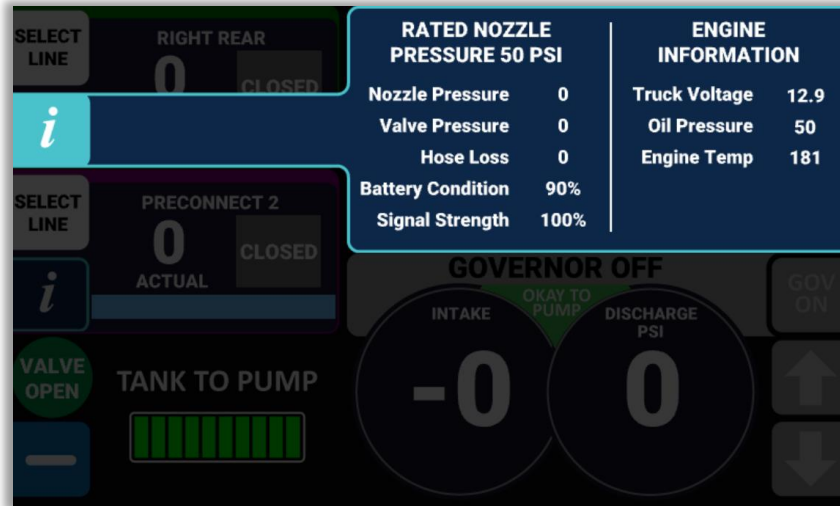 SELECT
LINE
RIGHT REAR
0
CLOSED
i
RATED NOZZLE
PRESSURE 50 PSI
Nozzle Pressure 0
Valve Pressure 0
Hose Loss 0
Battery Condition 90%
Signal Strength 100%
ENGINE
INFORMATION
Truck Voltage 12.9
Oil Pressure 50
Engine Temp 181
SELECT
LINE
PRECONNECT 2
0
CLOSED
ACTUAL
i
GOVERNOR OFF
OKAY TO
PUMP
GOV
ON
INTAKE
-0
DISCHARGE
PSI
0
VALVE
OPEN
TANK TO PUMP